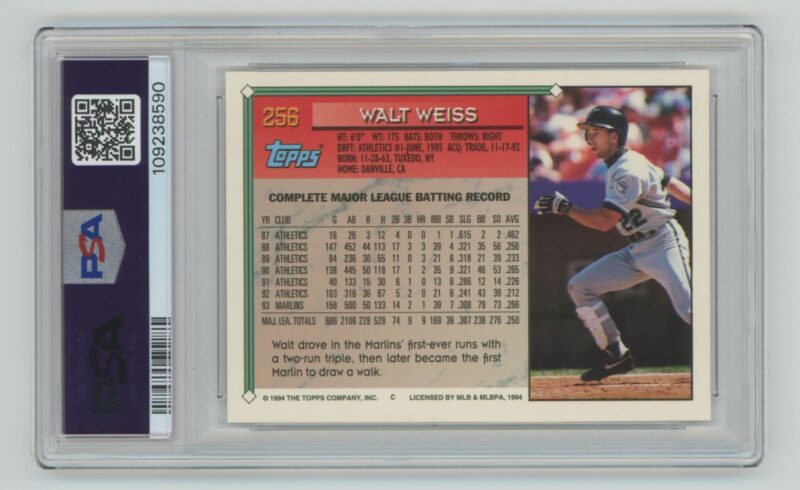 PSA
PSA
109238590
256
WALT WEISS
Topps
HT: 6'0" WT: 175 BATS: BOTH THROWS: RIGHT
DRFT: ATHLETICS #1-JUNE, 1985 ACQ: TRADE, 11-17-92
BORN: 11-28-63, TUXEDO, NY
HOME: DANVILLE, CA
COMPLETE MAJOR LEAGUE BATTING RECORD
YR CLUB G AB R H 2B 3B HR RBI SB SLG BB SO AVG
87 ATHLETICS 16 26 3 12 4 0 0 1 1 .615 2 2 .462
88 ATHLETICS 147 452 44 113 17 3 3 39 4 .321 35 56 .250
89 ATHLETICS 84 236 30 55 11 0 3 21 6 .318 21 39 .233
90 ATHLETICS 138 445 50 118 17 1 2 35 9 .321 46 53 .265
91 ATHLETICS 40 133 15 30 6 1 0 13 6 .286 12 14 .226
92 ATHLETICS 103 316 36 67 5 2 0 21 6 .241 43 39 .212
93 MARLINS 158 500 50 133 14 2 1 39 7 .308 79 73 .266
MAJ. LEA. TOTALS 686 2108 228 528 74 9 9 169 39 .307 238 276 .250
Walt drove in the Marlins' first-ever runs with
a two-run triple, then later became the first
Marlin to draw a walk.
22
© 1994 THE TOPPS COMPANY, INC. C LICENSED BY MLB & MLBPA, 1994